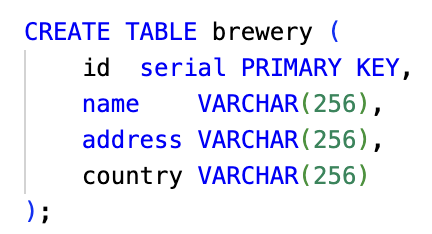 CREATE TABLE brewery (
    id  serial PRIMARY KEY,
    name    VARCHAR(256),
    address VARCHAR(256),
    country VARCHAR(256)
);